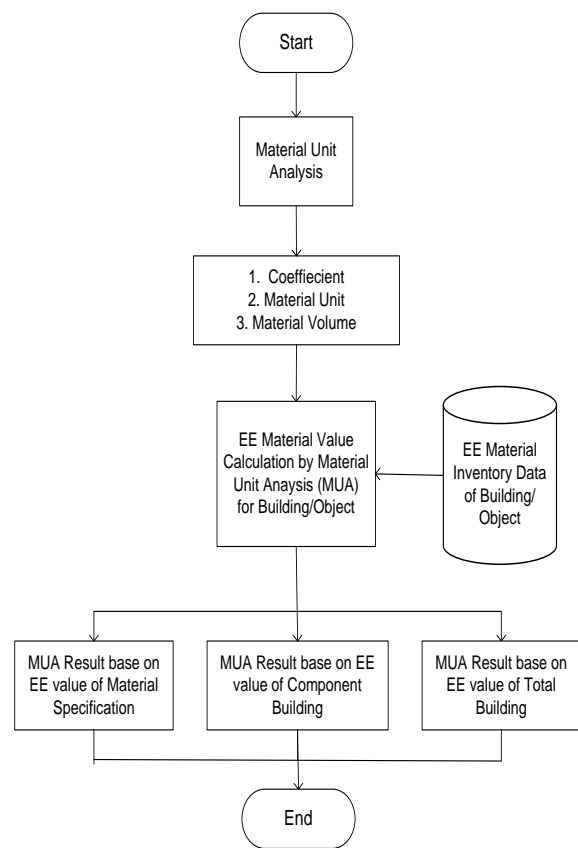 Start
Material Unit
Analysis
1. Coeffiecient
2. Material Unit
3. Material Volume
EE Material Value
Calculation by Material
Unit Anaysis (MUA)
for Building/Object
EE Material
Inventory Data
of Building/
Object
MUA Result base on
EE value of Material
Specification
MUA Result base on EE
value of Component
Building
MUA Result base on
EE value of Total
Building
End